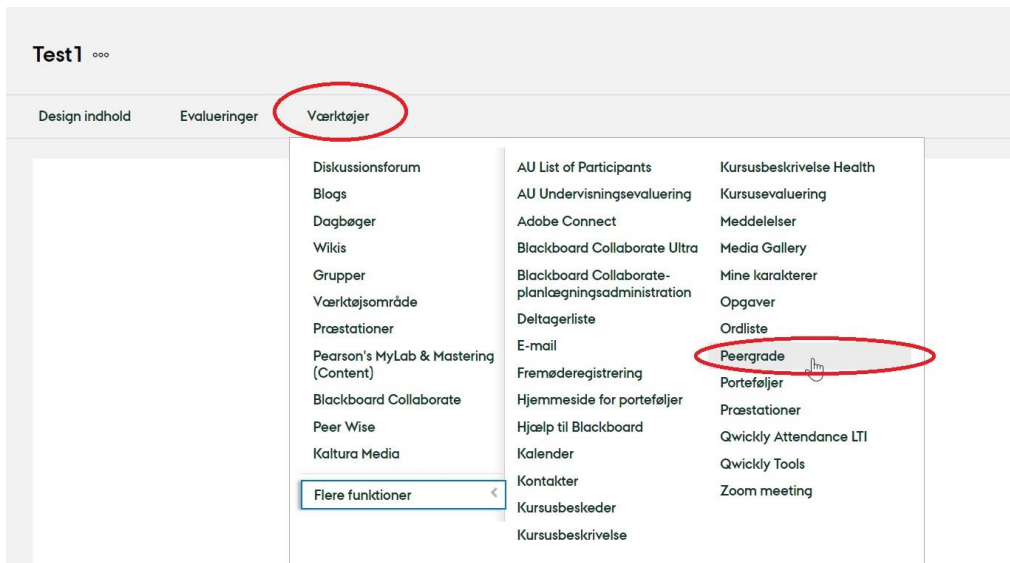 Test1
Design indhold
Evalueringer
Værktøjer
Diskussionsforum
Blogs
Dagbøger
Wikis
Grupper
Værktøjsområde
Præstationer
Pearson's MyLab & Mastering
(Content)
Blackboard Collaborate
Peer Wise
Kaltura Media
Flere funktioner
AU List of Participants
AU Undervisningsevaluering
Adobe Connect
Blackboard Collaborate Ultra
Blackboard Collaborate-
planlægningsadministration
Deltagerliste
E-mail
Fremøderegistrering
Hjemmeside for porteføljer
Hjælp til Blackboard
Kalender
Kontakter
Kursusbeskeder
Kursusbeskrivelse
Kursusbeskrivelse Health
Kursusevaluering
Meddelelser
Media Gallery
Mine karakterer
Opgaver
Ordliste
Peergrade
Porteføljer
Præstationer
Qwickly Attendance LTI
Qwickly Tools
Zoom meeting